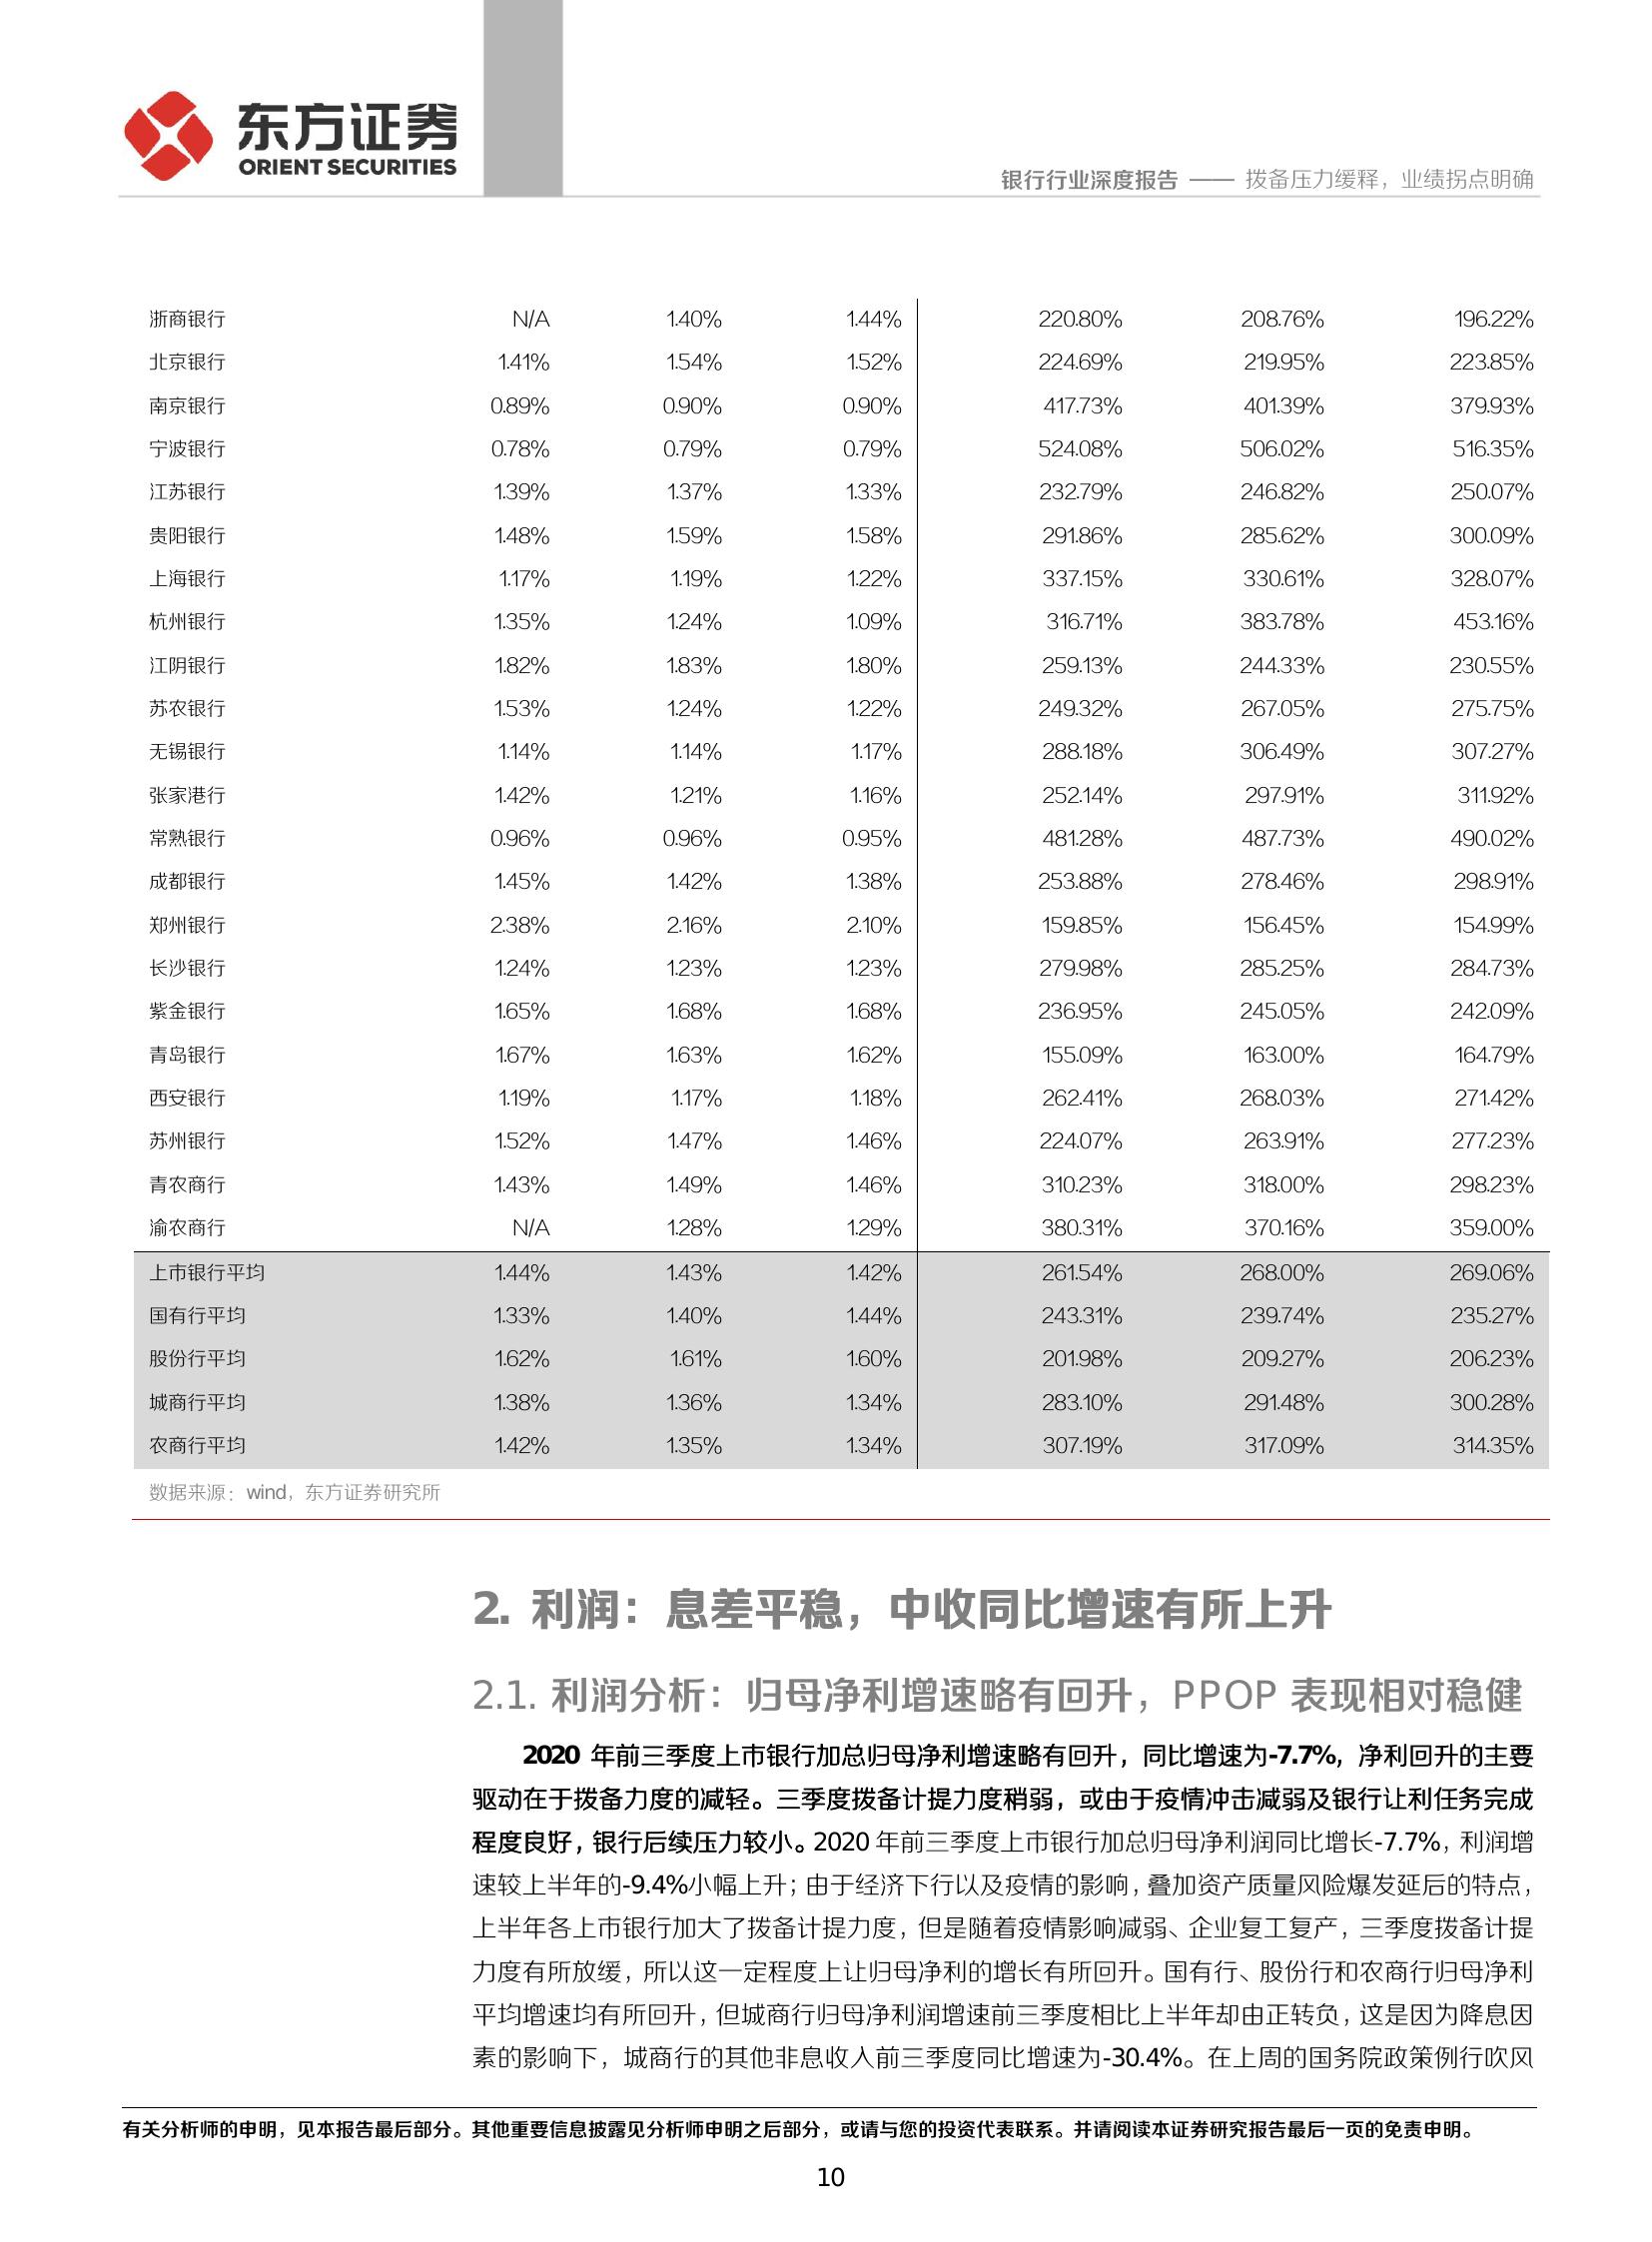 东方证券
ORIENT SECURITIES
银行行业深度报告 —— 拨备压力缓释，业绩拐点明确
浙商银行 N/A 1.40% 1.44% 220.80% 208.76% 196.22%
北京银行 1.41% 1.54% 1.52% 224.69% 219.95% 223.85%
南京银行 0.89% 0.90% 0.90% 417.73% 401.39% 379.93%
宁波银行 0.78% 0.79% 0.79% 524.08% 506.02% 516.35%
江苏银行 1.39% 1.37% 1.33% 232.79% 246.82% 250.07%
贵阳银行 1.48% 1.59% 1.58% 291.86% 285.62% 300.09%
上海银行 1.17% 1.19% 1.22% 337.15% 330.61% 328.07%
杭州银行 1.35% 1.24% 1.09% 316.71% 383.78% 453.16%
江阴银行 1.82% 1.83% 1.80% 259.13% 244.33% 230.55%
苏农银行 1.53% 1.24% 1.22% 249.32% 267.05% 275.75%
无锡银行 1.14% 1.14% 1.17% 288.18% 306.49% 307.27%
张家港行 1.42% 1.21% 1.16% 252.14% 297.91% 311.92%
常熟银行 0.96% 0.96% 0.95% 481.28% 487.73% 490.02%
成都银行 1.45% 1.42% 1.38% 253.88% 278.46% 298.91%
郑州银行 2.38% 2.16% 2.10% 159.85% 156.45% 154.99%
长沙银行 1.24% 1.23% 1.23% 279.98% 285.25% 284.73%
紫金银行 1.65% 1.68% 1.68% 236.95% 245.05% 242.09%
青岛银行 1.67% 1.63% 1.62% 155.09% 163.00% 164.79%
西安银行 1.19% 1.17% 1.18% 262.41% 268.03% 271.42%
苏州银行 1.52% 1.47% 1.46% 224.07% 263.91% 277.23%
青农商行 1.43% 1.49% 1.46% 310.23% 318.00% 298.23%
渝农商行 N/A 1.28% 1.29% 380.31% 370.16% 359.00%
上市银行平均 1.44% 1.43% 1.42% 261.54% 268.00% 269.06%
国有行平均 1.33% 1.40% 1.44% 243.31% 239.74% 235.27%
股份行平均 1.62% 1.61% 1.60% 201.98% 209.27% 206.23%
城商行平均 1.38% 1.36% 1.34% 283.10% 291.48% 300.28%
农商行平均 1.42% 1.35% 1.34% 307.19% 317.09% 314.35%
数据来源：wind，东方证券研究所
2. 利润：息差平稳，中收同比增速有所上升
2.1. 利润分析：归母净利增速略有回升，PPOP 表现相对稳健
2020 年前三季度上市银行加总归母净利增速略有回升，同比增速为-7.7%，净利回升的主要
驱动在于拨备力度的减轻。三季度拨备计提力度稍弱，或由于疫情冲击减弱及银行让利任务完成
程度良好，银行后续压力较小。2020 年前三季度上市银行加总归母净利润同比增长-7.7%，利润增
速较上半年的-9.4%小幅上升；由于经济下行以及疫情的影响，叠加资产质量风险爆发延后的特点，
上半年各上市银行加大了拨备计提力度，但是随着疫情影响减弱、企业复工复产，三季度拨备计提
力度有所放缓，所以这一定程度上让归母净利的增长有所回升。国有行、股份行和农商行归母净利
平均增速均有所回升，但城商行归母净利润增速前三季度相比上半年却由正转负，这是因为降息因
素的影响下，城商行的其他非息收入前三季度同比增速为-30.4%。在上周的国务院政策例行吹风
有关分析师的申明，见本报告最后部分。其他重要信息披露见分析师申明之后部分，或请与您的投资代表联系。并请阅读本证券研究报告最后一页的免责申明。
10